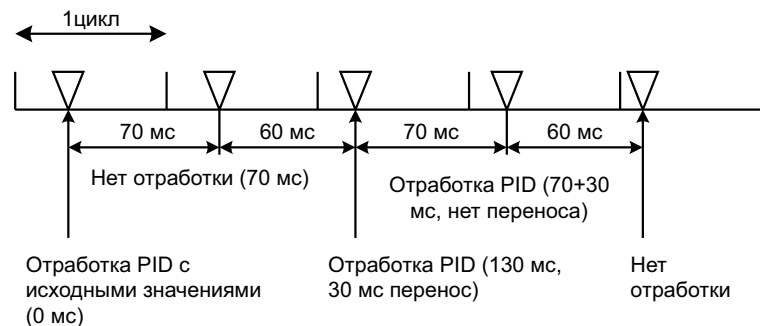 1цикл
70 мс
60 мс
70 мс
60 мс
Нет отработки (70 мс)
Отработка PID (70+30
мс, нет переноса)
Отработка PID с
исходными значениями
(0 мс)
Отработка PID (130 мс,
30 мс перенос)
Нет
отработки